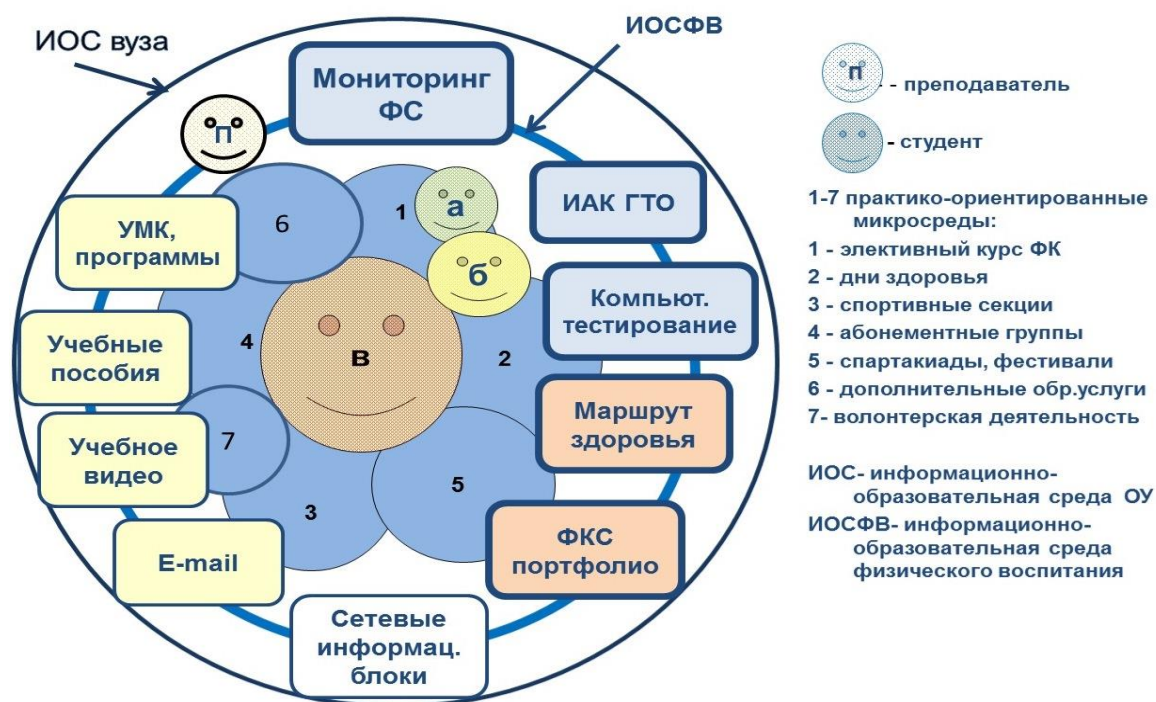 ИОС вуза
ИОСФВ
Мониторинг
ФС
П
6
1
а
ИАК ГТО
УМК,
программы
б
Компьют.
тестирование
Учебные
пособия
4
в
2
Маршрут
здоровья
Учебное
видео
7
5
3
ФКС
портфолио
E-mail
Сетевые
информац.
блоки
П
- - преподаватель
- студент
1-7 практико-ориентированные
микросреды:
1 - элективный курс ФК
2 - дни здоровья
3 - спортивные секции
4 - абонементные группы
5 - спартакиады, фестивали
6 - дополнительные обр.услуги
7- волонтерская деятельность
ИОС- информационно-
образовательная среда ОУ
ИОСФВ- информационно-
образовательная среда
физического воспитания